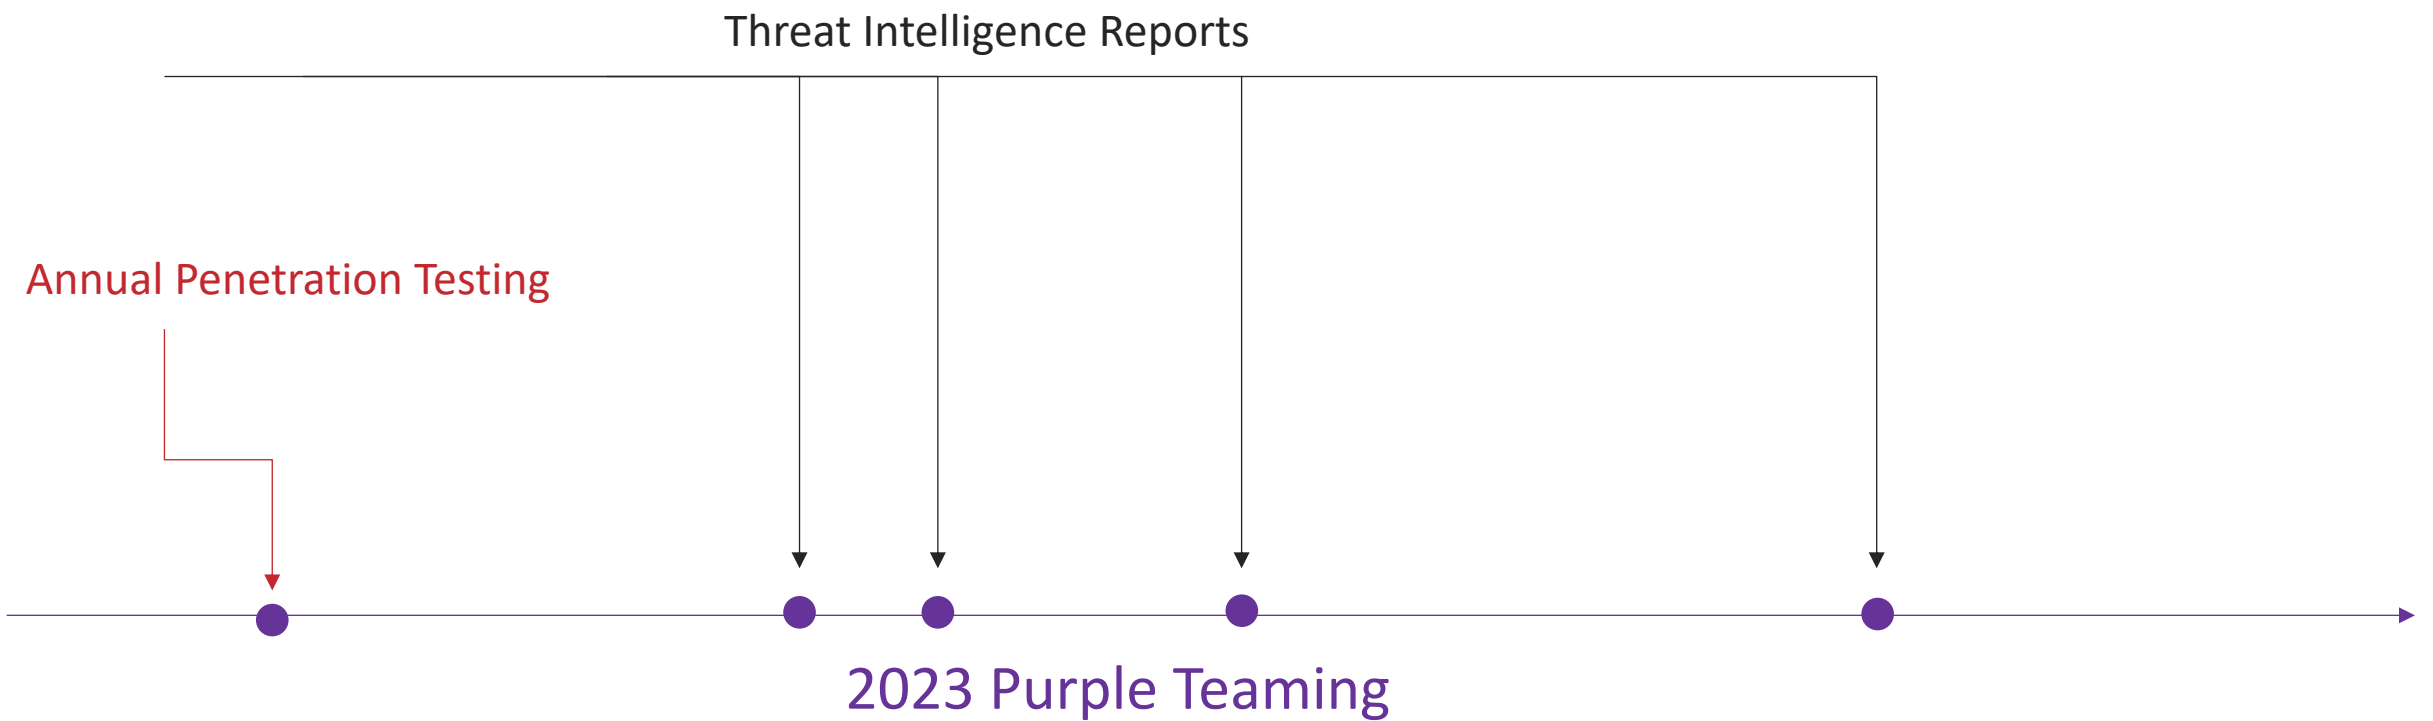 Threat Intelligence Reports
Annual Penetration Testing
2023 Purple Teaming